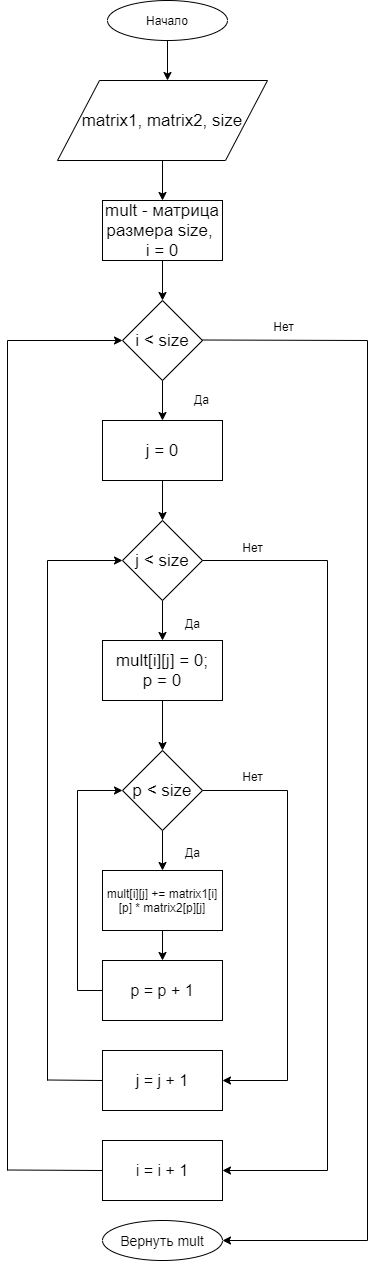 Начало
matrix1, matrix2, size
mult - матрица
размера size,
i = 0
i < size
Нет
Да
j = 0
j < size
Нет
Да
mult[i][j] = 0;
p = 0
p < size
Нет
Да
mult[i][j] += matrix1[i]
[p] * matrix2[p][j]
p = p + 1
j = j + 1
i = i + 1
Вернуть mult